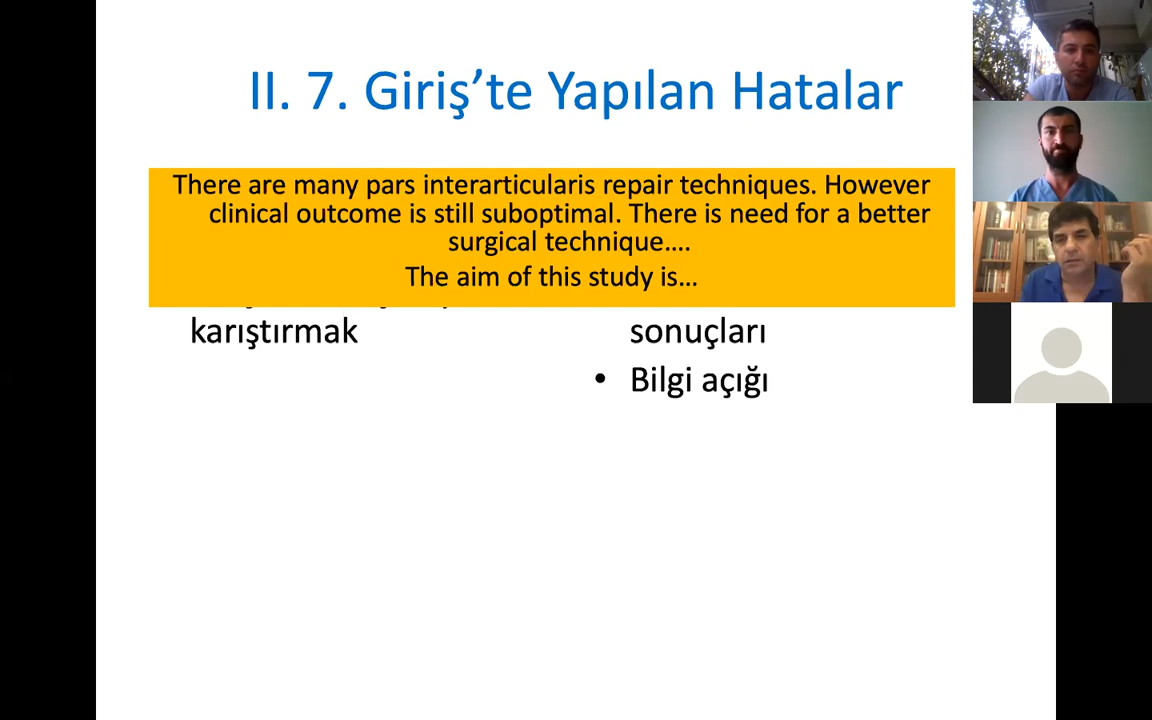 II. 7. Giriş’te Yapılan Hatalar
There are many pars interarticularis repair techniques. However
clinical outcome is still suboptimal. There is need for a better
surgical technique....
The aim of this study is…
karıştırmak
sonuçları
• Bilgi açığı